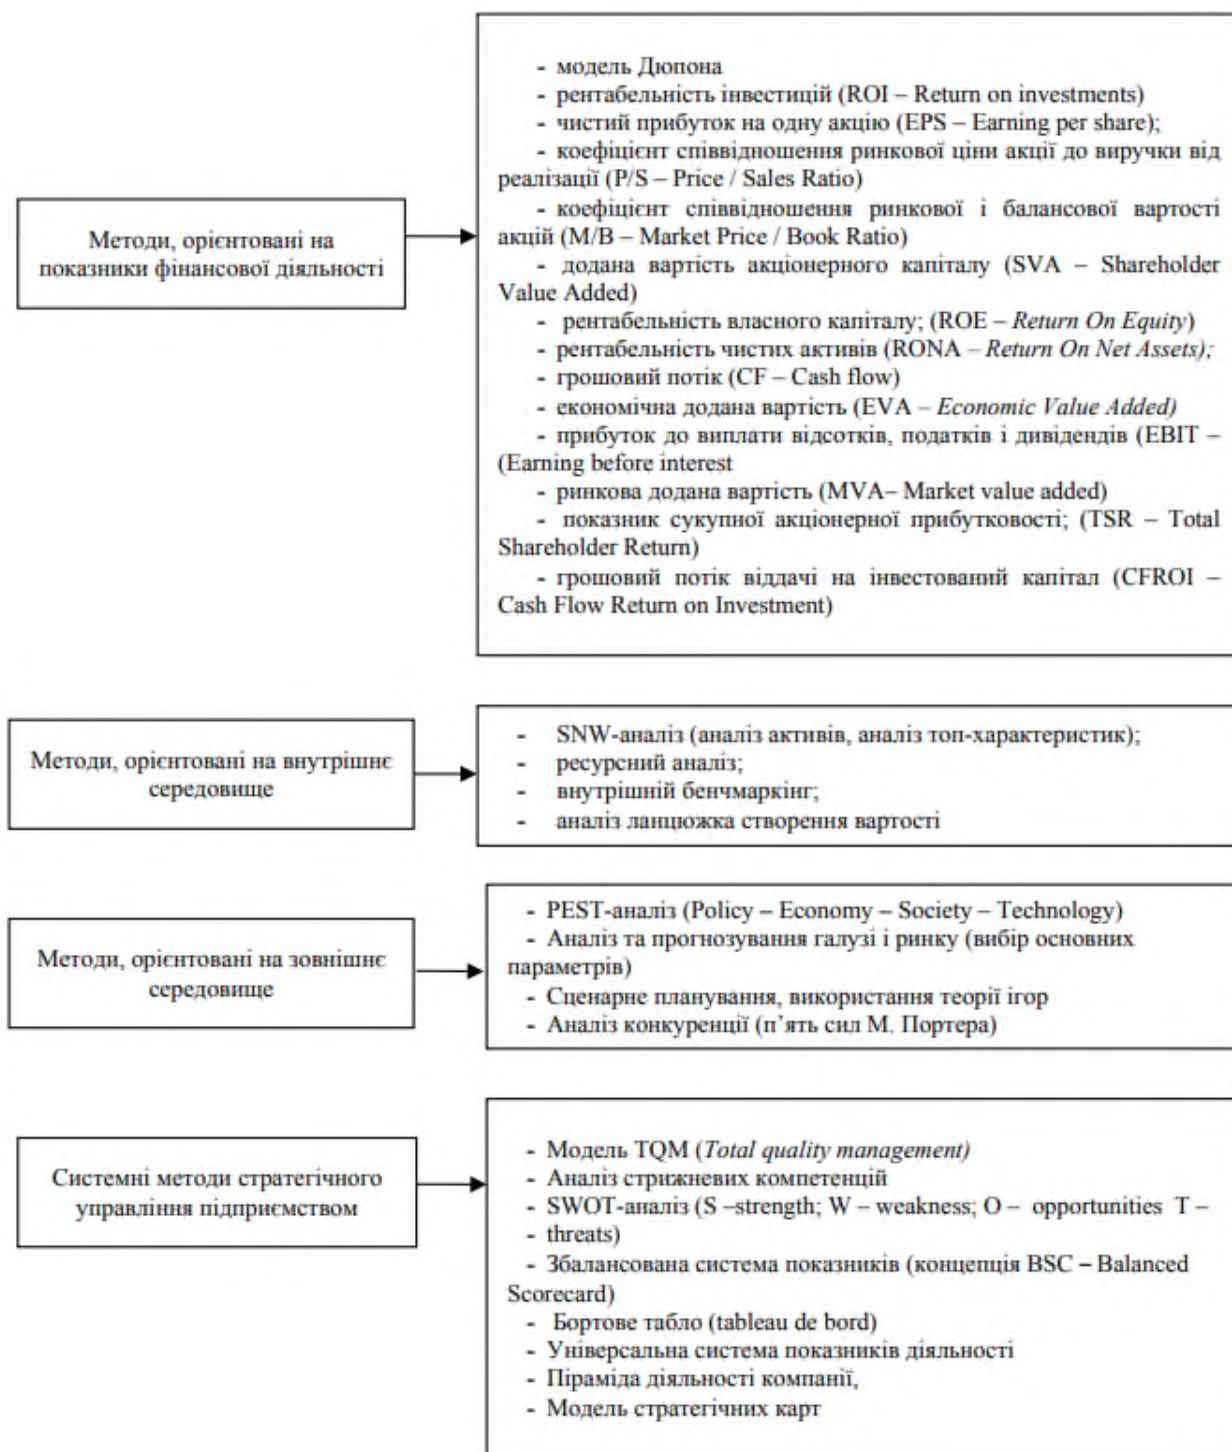 Методи, орієнтовані на
показники фінансової діяльності
- модель Дюпона
- рентабельність інвестицій (ROI – Return on investments)
- чистий прибуток на одну акцію (EPS – Earning per share);
- коефіцієнт співвідношення ринкової ціни акції до виручки від
реалізації (P/S – Price / Sales Ratio)
- коефіцієнт співвідношення ринкової і балансової вартості
акцій (M/B – Market Price / Book Ratio)
- додана вартість акціонерного капіталу (SVA – Shareholder
Value Added)
- рентабельність власного капіталу; (ROE – Return On Equity)
- рентабельність чистих активів (RONA – Return On Net Assets);
- грошовий потік (CF – Cash flow)
- економічна додана вартість (EVA – Economic Value Added)
- прибуток до виплати відсотків, податків і дивідендів (EBIT –
(Earning before interest
- ринкова додана вартість (MVA– Market value added)
- показник сукупної акціонерної прибутковості; (TSR – Total
Shareholder Return)
- грошовий потік віддачі на інвестований капітал (CFROI –
Cash Flow Return on Investment)
Методи, орієнтовані на внутрішнє
середовище
- SNW-аналіз (аналіз активів, аналіз топ-характеристик);
- ресурсний аналіз;
- внутрішній бенчмаркінг;
- аналіз ланцюжка створення вартості
Методи, орієнтовані на зовнішнє
середовище
- PEST-аналіз (Policy – Economy – Society – Technology)
- Аналіз та прогнозування галузі і ринку (вибір основних
параметрів)
- Сценарне планування, використання теорії ігор
- Аналіз конкуренції (п’ять сил М. Портера)
Системні методи стратегічного
управління підприємством
- Модель TQM (Total quality management)
- Аналіз стрижневих компетенцій
- SWOT-аналіз (S –strength; W – weakness; O – opportunities T –
- threats)
- Збалансована система показників (концепція BSC – Balanced
Scorecard)
- Бортове табло (tableau de bord)
- Універсальна система показників діяльності
- Піраміда діяльності компанії,
- Модель стратегічних карт